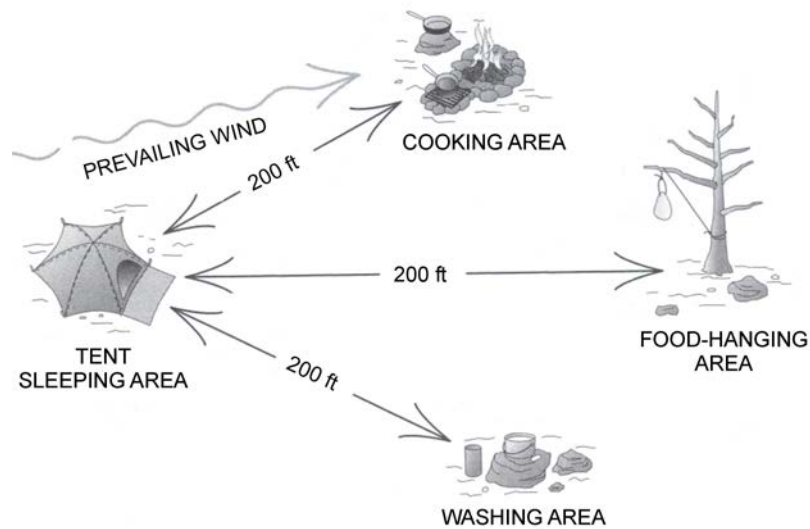 PREVAILING WIND
COOKING AREA
200 ft
200 ft
TENT
SLEEPING AREA
FOOD-HANGING
AREA
200 ft
WASHING AREA